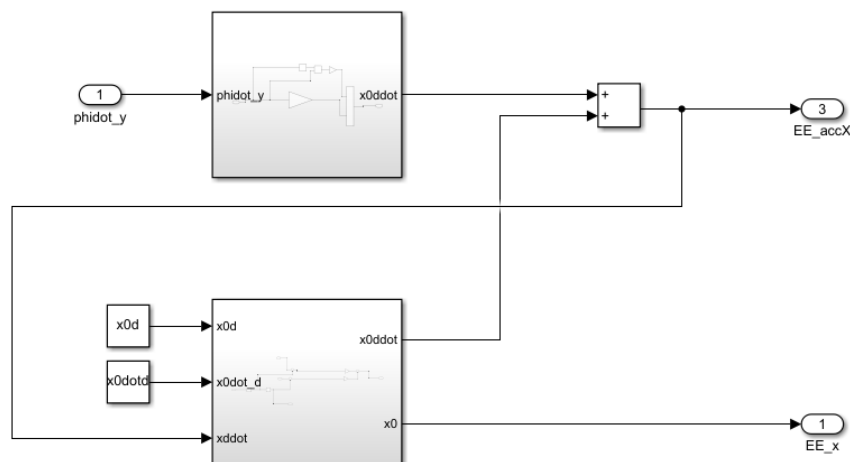 1
phidot_y
phidot_y
x0ddot
+
+
3
EE_accX
x0d
x0d
x0ddot
x0dotd
x0dot_d
xddot
x0
1
EE_x